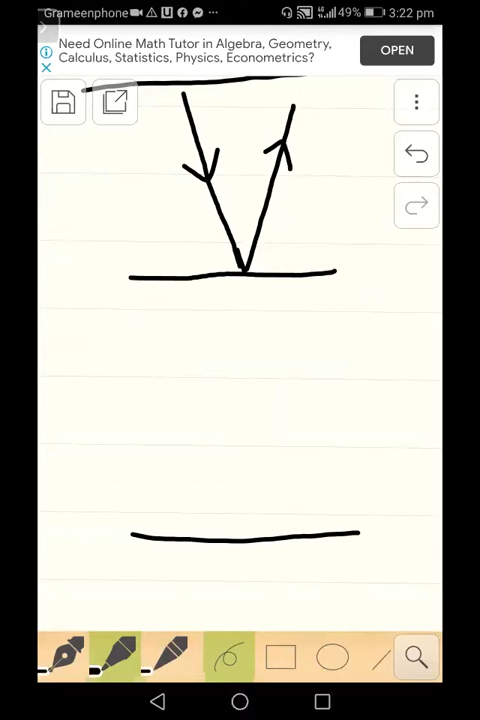 Grameenphone ... 49% 3:22 pm
Need Online Math Tutor in Algebra, Geometry,
Calculus, Statistics, Physics, Econometrics?
OPEN